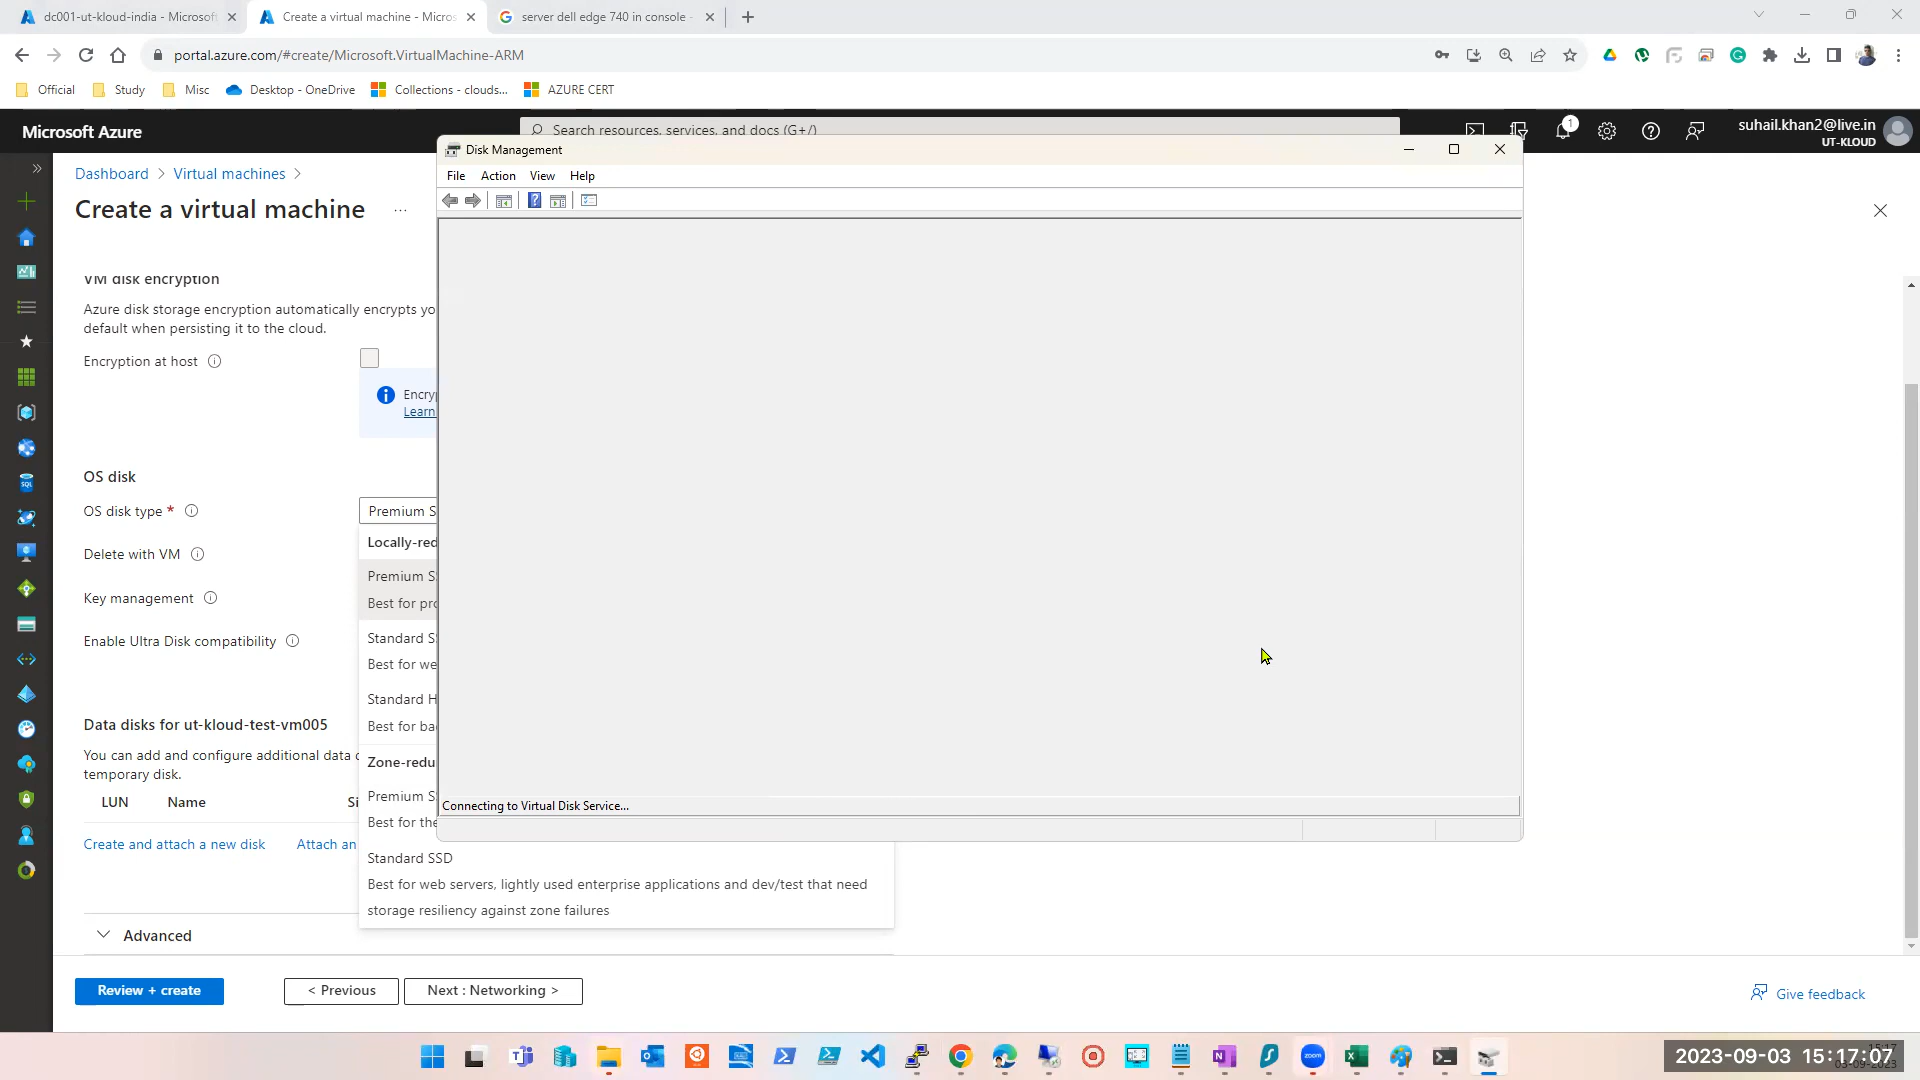 dc001-ut-kloud-india - Microsoft
Create a virtual machine - Micros
server dell edge 740 in console -
portal.azure.com/#create/Microsoft.VirtualMachine-ARM
Official
Study
Misc
Desktop - OneDrive
Collections - clouds...
AZURE CERT
Microsoft Azure
Search resources, services, and docs (G+/)
1
suhail.khan2@live.in
UT-KLOUD
Dashboard > Virtual machines >
Create a virtual machine ...
Disk Management
File Action View Help
VM disk encryption
Azure disk storage encryption automatically encrypts yo
default when persisting it to the cloud.
Encryption at host
Encryp
Learn
OS disk
OS disk type *
Premium S
Locally-red
Delete with VM
Premium S
Best for pro
Key management
Standard S
Enable Ultra Disk compatibility
Best for we
Standard H
Best for ba
Data disks for ut-kloud-test-vm005
You can add and configure additional data
temporary disk.
Zone-redu
LUN Name Si
Premium S
Best for the
Connecting to Virtual Disk Service...
Create and attach a new disk
Attach an
Standard SSD
Best for web servers, lightly used enterprise applications and dev/test that need
storage resiliency against zone failures
Advanced
Review + create
< Previous
Next : Networking >
Give feedback
2023-09-03 15:17:07